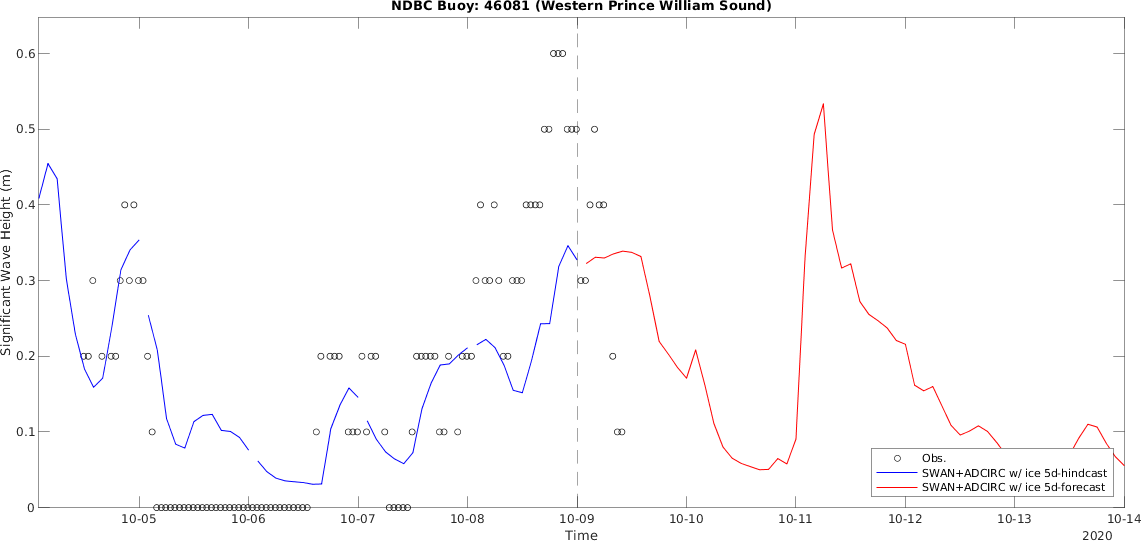 NDBC Buoy: 46081 (Western Prince William Sound)
Significant Wave Height (m)
0.6
0.5
0.4
0.3
0.2
0.1
0
Obs.
SWAN+ADCIRC w/ ice 5d-hindcast
SWAN+ADCIRC w/ ice 5d-forecast
10-05 10-06 10-07 10-08 10-09 10-10 10-11 10-12 10-13 10-14
Time 2020